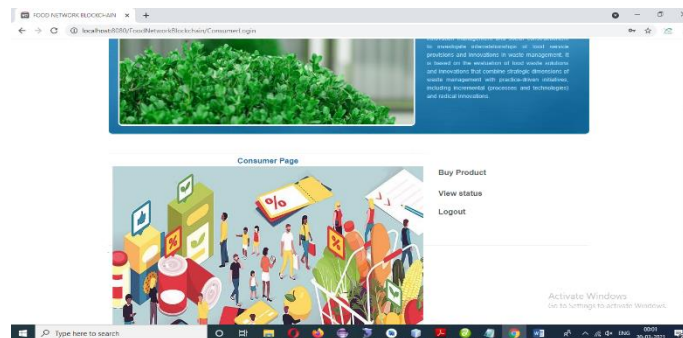 FOOD NETWORK BLOCKCHAIN
localhost:8080/FoodNetworkBlockchain/ConsumerLogin
to investigate interrelationships of food service
provisions and innovations in waste management. It
is based on the evaluation of food waste solutions
and innovations that combine strategic dimensions of
waste management with practice-driven initiatives,
including incremental (processes and technologies)
and radical innovations.
Consumer Page
Buy Product
View status
Logout
%
%
%
Activate Windows
Go to Settings to activate Windows.
Type here to search
ENG
00:01